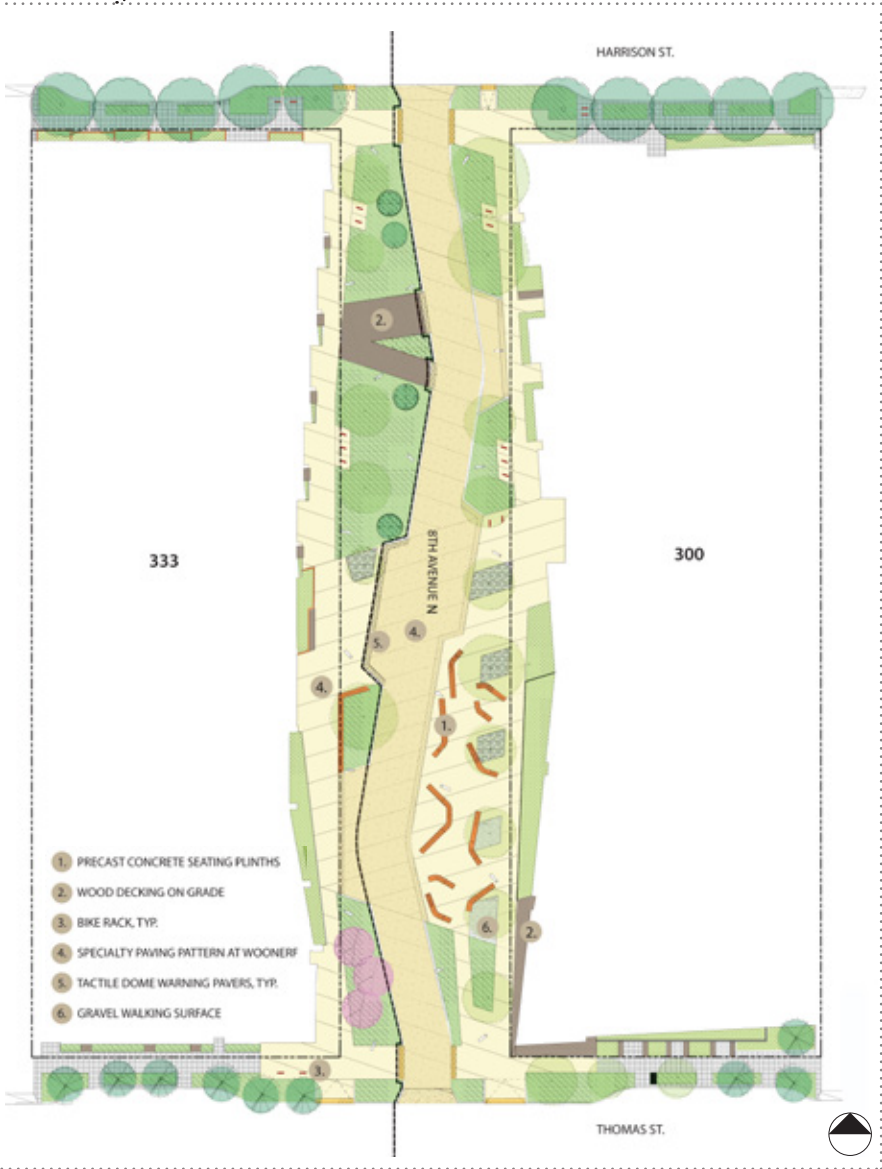 HARRISON ST.
2.
333
8TH AVENUE N
300
5.
4.
4.
1.
1. PRECAST CONCRETE SEATING PLINTHS
2. WOOD DECKING ON GRADE
3. BIKE RACK, TYP.
4. SPECIALTY PAVING PATTERN AT WOONERF
5. TACTILE DOME WARNING PAVERS, TYP.
6. GRAVEL WALKING SURFACE
6.
2.
3.
THOMAS ST.